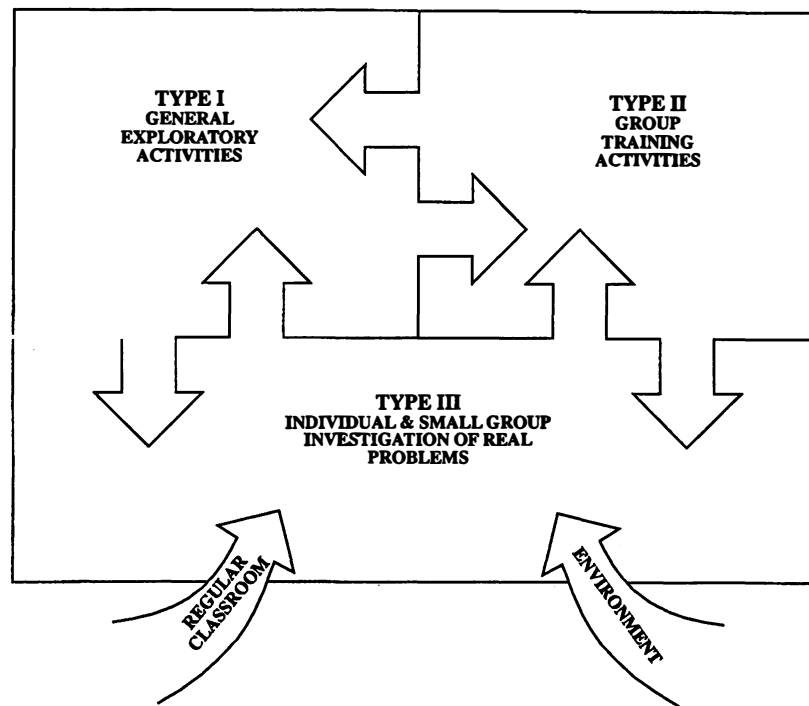 TYPE I
GENERAL
EXPLORATORY
ACTIVITIES
TYPE II
GROUP
TRAINING
ACTIVITIES
TYPE III
INDIVIDUAL & SMALL GROUP
INVESTIGATION OF REAL
PROBLEMS
REGULAR
CLASSROOM
ENVIRONMENT